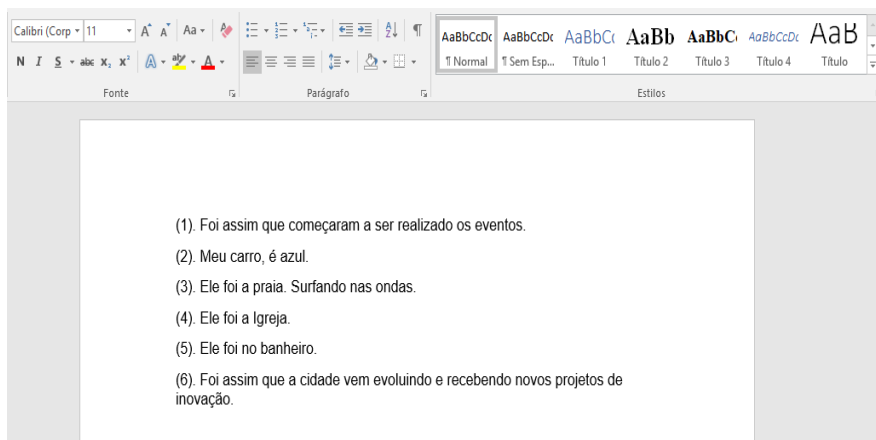 Calibri (Corp 11 A A Aa
N I S abc X₂ X² A aby A
Fonte
Parágrafo
AaBbCcDc AaBbCcDc AaBbCc AaBb AaBbC AaBbCcDc AaB
¶ Normal ¶ Sem Esp... Título 1 Título 2 Título 3 Título 4 Título
Estilos
(1). Foi assim que começaram a ser realizado os eventos.
(2). Meu carro, é azul.
(3). Ele foi a praia. Surfando nas ondas.
(4). Ele foi a Igreja.
(5). Ele foi no banheiro.
(6). Foi assim que a cidade vem evoluindo e recebendo novos projetos de
inovação.